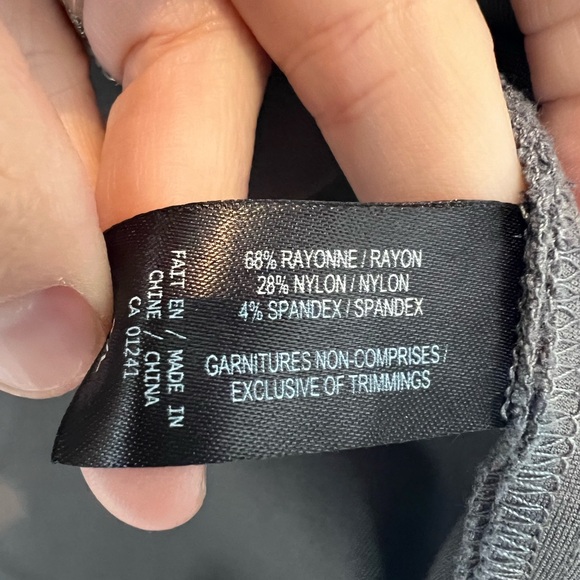 68% RAYONNE / RAYON
28% NYLON / NYLON
4% SPANDEX / SPANDEX
GARNITURES NON-COMPRISES /
EXCLUSIVE OF TRIMMINGS
FAIT EN / MADE IN
CHINE / CHINA
CA 01241